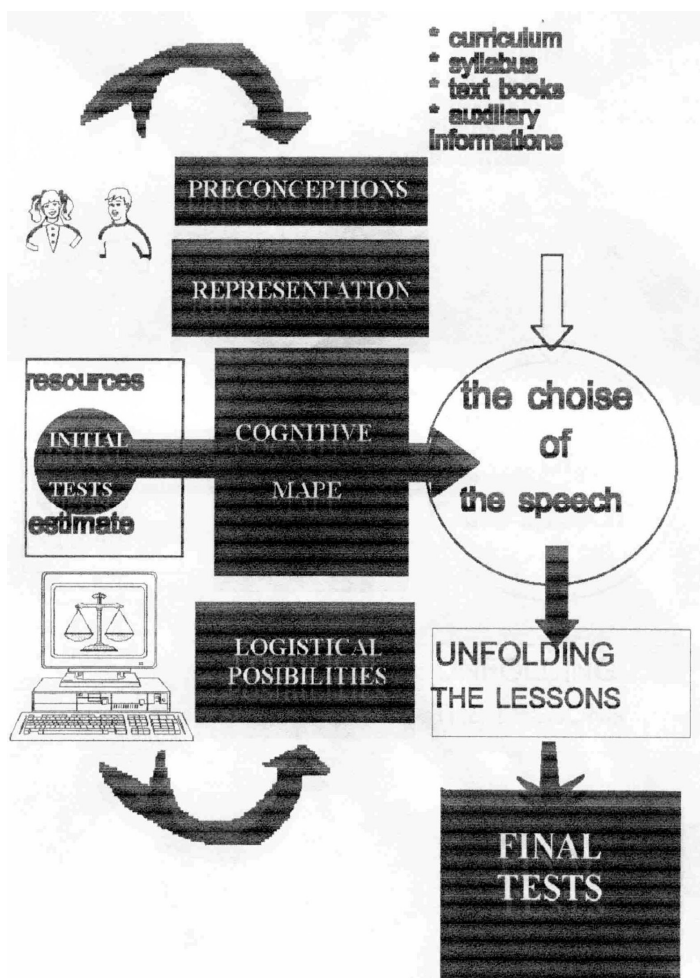 * curriculum
* syllabus
* text books
* auxiliary
informations
PRECONCEPTIONS
REPRESENTATION
resources
INITIAL
TESTS
estimate
COGNITIVE
MAPE
the choise
of
the speech
LOGISTICAL
POSIBILITIES
UNFOLDING
THE LESSONS
FINAL
TESTS